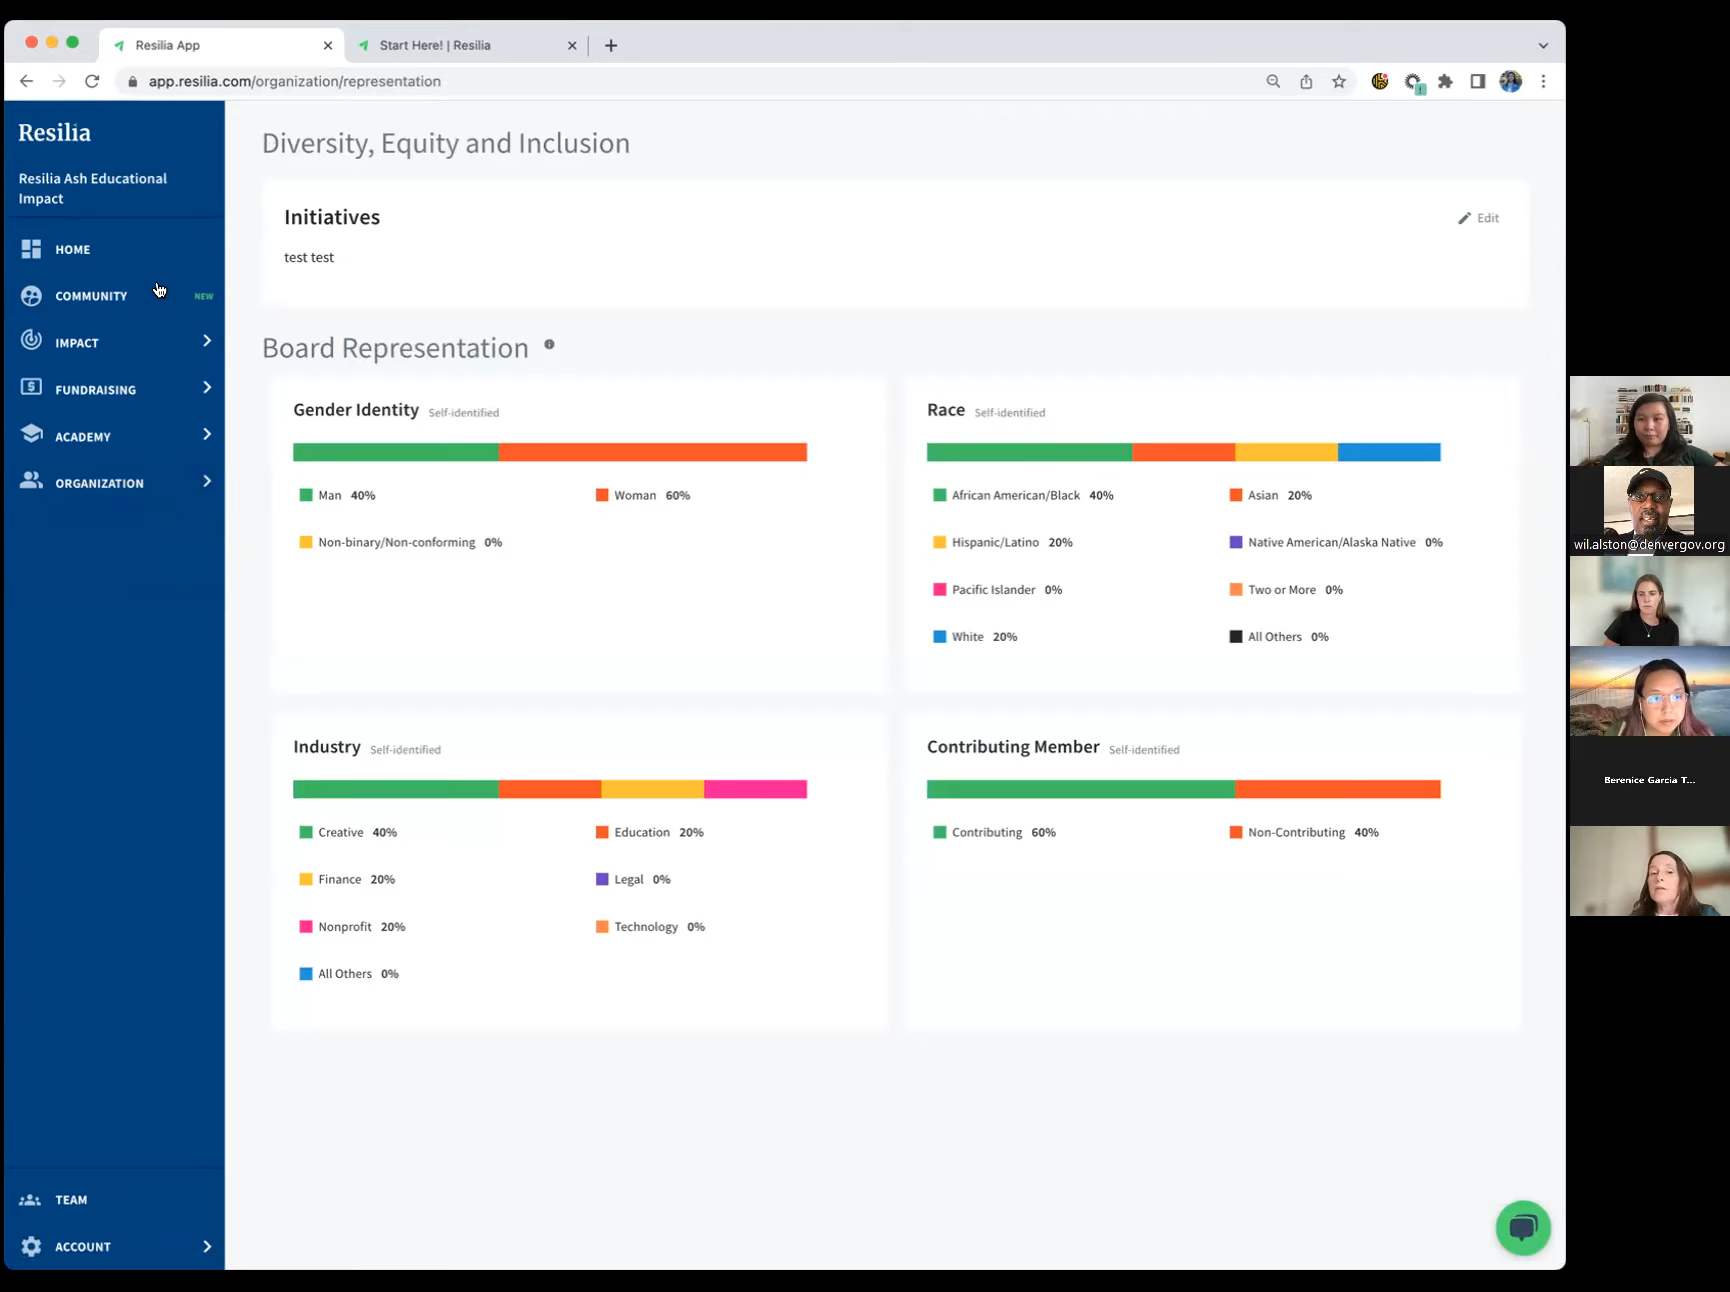 Resilia App
Start Here! | Resilia
app.resilia.com/organization/representation
Resilia
Resilia Ash Educational
Impact
HOME
COMMUNITY NEW
IMPACT
FUNDRAISING
ACADEMY
ORGANIZATION
TEAM
ACCOUNT
Diversity, Equity and Inclusion
Initiatives
Edit
test test
Board Representation
Gender Identity Self-identified
Man 40% Woman 60%
Non-binary/Non-conforming 0%
Race Self-identified
African American/Black 40% Asian 20%
Hispanic/Latino 20% Native American/Alaska Native 0%
Pacific Islander 0% Two or More 0%
White 20% All Others 0%
Industry Self-identified
Creative 40% Education 20%
Finance 20% Legal 0%
Nonprofit 20% Technology 0%
All Others 0%
Contributing Member Self-identified
Contributing 60% Non-Contributing 40%
wil.alston@denvergov.org
Berenice Garcia T...